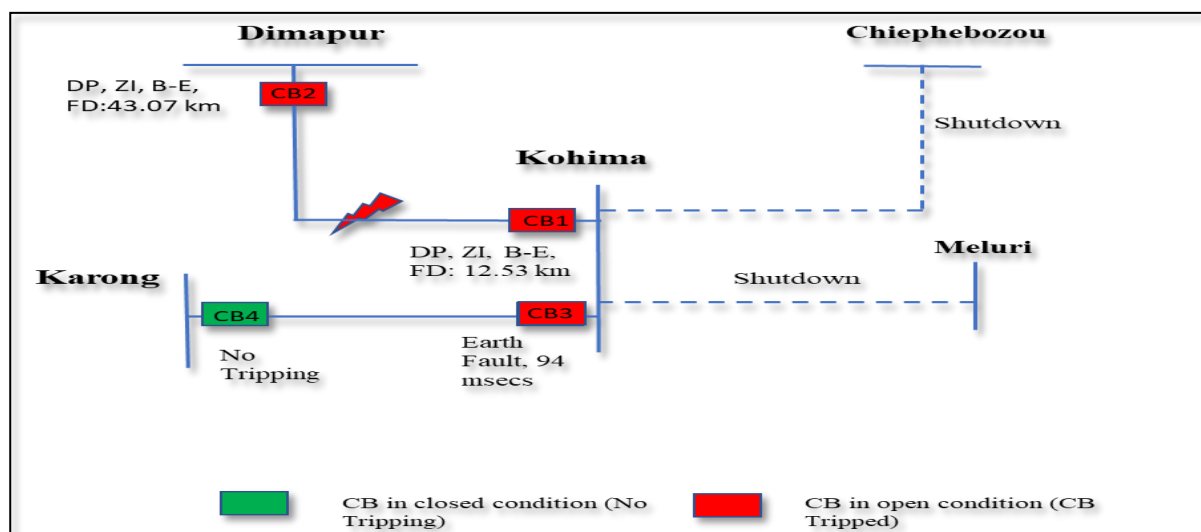 Dimapur
Chiephebozou
DP, ZI, B-E,
FD:43.07 km
CB2
Shutdown
Kohima
CB1
DP, ZI, B-E,
FD: 12.53 km
Meluri
Karong
Shutdown
CB4
CB3
No
Tripping
Earth
Fault, 94
msecs
CB in closed condition (No
Tripping)
CB in open condition (CB
Tripped)